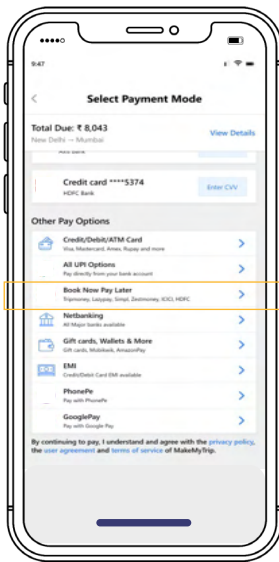 9:47
Select Payment Mode
Total Due: ₹ 8,043
View Details
New Delhi → Mumbai
Axis Bank
Credit card ****5374
HDFC Bank
Enter CVV
Other Pay Options
Credit/Debit/ATM Card
Visa, Mastercard, Amex, Rupay and more
All UPI Options
Pay directly from your bank account
Book Now Pay Later
Tripmoney, Lazypay, Simpl, Zestmoney, ICICI, HDFC
Netbanking
All Major banks available
Gift cards, Wallets & More
Gift cards, Mobikwik, AmazonPay
EMI
Credit/Debit Card EMI available
PhonePe
Pay with PhonePe
GooglePay
Pay with Google Pay
By continuing to pay, I understand and agree with the privacy policy,
the user agreement and terms of service of MakeMyTrip.